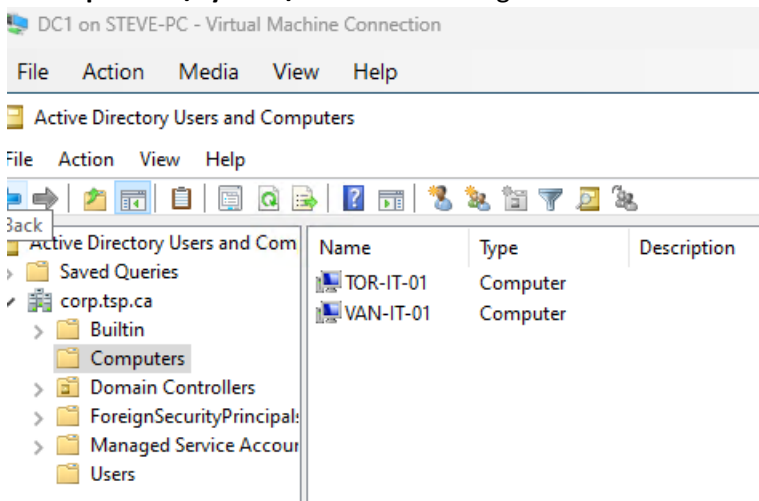 DC1 on STEVE-PC - Virtual Machine Connection
File Action Media View Help
Active Directory Users and Computers
File Action View Help
Back
Active Directory Users and Com
Name Type Description
Saved Queries
TOR-IT-01 Computer
corp.tsp.ca
VAN-IT-01 Computer
Builtin
Computers
Domain Controllers
ForeignSecurityPrincipal
Managed Service Accour
Users